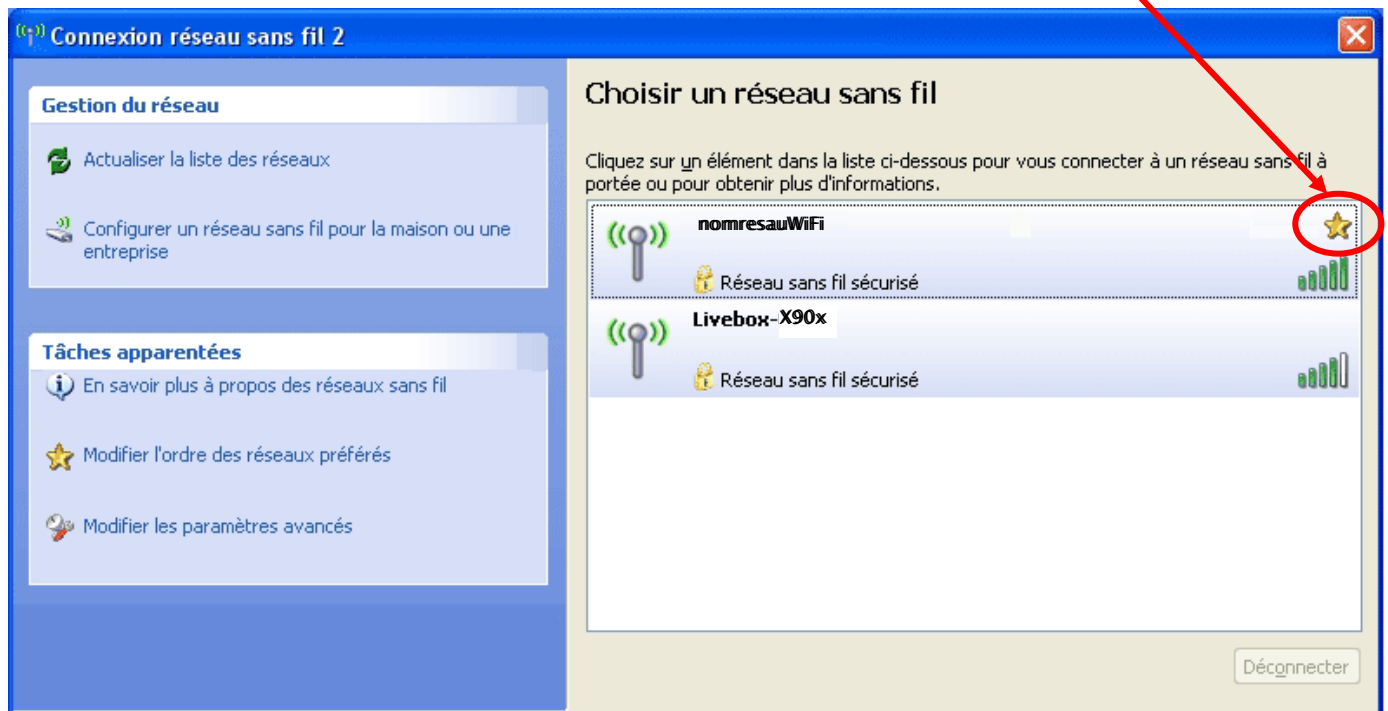 Connexion réseau sans fil 2
Gestion du réseau
Actualiser la liste des réseaux
Configurer un réseau sans fil pour la maison ou une
entreprise
Tâches apparentées
En savoir plus à propos des réseaux sans fil
Modifier l'ordre des réseaux préférés
Modifier les paramètres avancés
Choisir un réseau sans fil
Cliquez sur un élément dans la liste ci-dessous pour vous connecter à un réseau sans fil à
portée ou pour obtenir plus d'informations.
nomresauWiFi
Réseau sans fil sécurisé
Livebox-X90x
Réseau sans fil sécurisé
Déconnecter